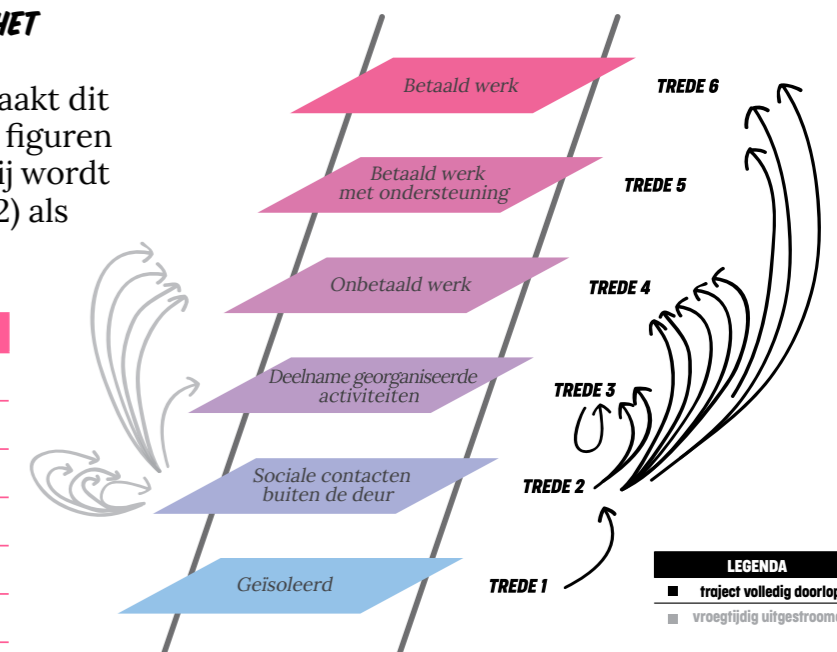 HET
aakt dit
figuren
ij wordt
2) als
Betaald werk
TREDE 6
Betaald werk
met ondersteuning
TREDE 5
Onbetaald werk
TREDE 4
Deelname georganiseerde
activiteiten
TREDE 3
Sociale contacten
buiten de deur
TREDE 2
Geïsoleerd
TREDE 1
LEGENDA
traject volledig doorlop
vroegtijdig uitgestroome